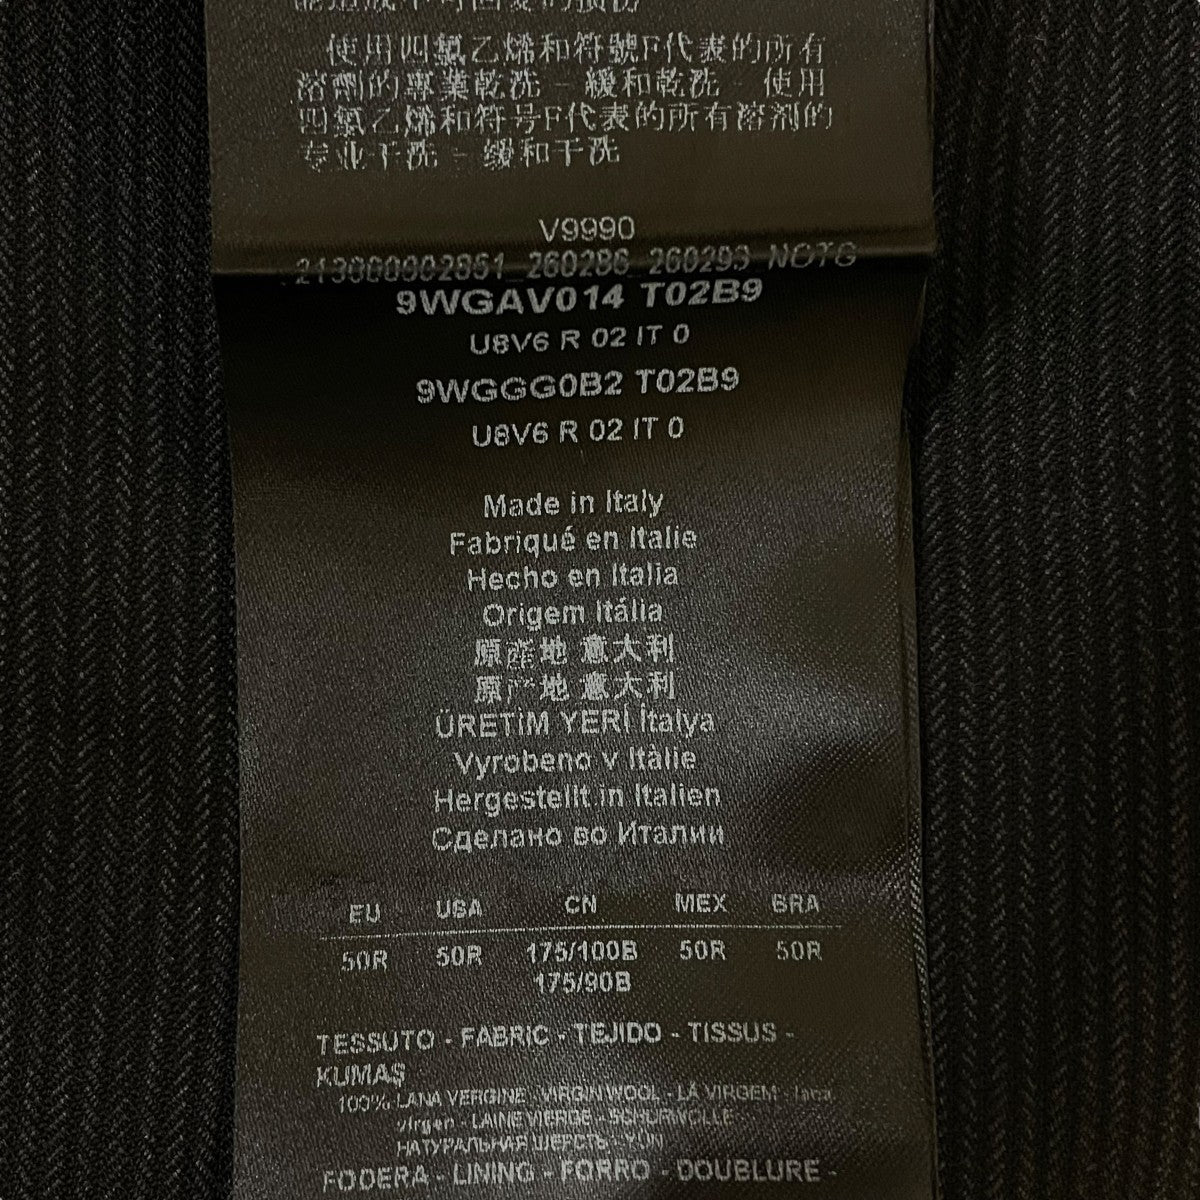 使用四氯乙烯和符號F代表的所有
溶劑的專業乾洗 - 緩和乾洗 - 使用
四氯乙烯和符号F代表的所有溶剂的
专业干洗 - 缓和干洗
V9990
260286 260293 NOTG
9WGAV014 T02B9
U8V6 R 02 IT 0
9WGGG0B2 T02B9
U8V6 R 02 IT 0
Made in Italy
Fabriqué en Italie
Hecho en Italia
Origem Itália
原産地 意大利
原产地 意大利
ÜRETİM YERİ İtalya
Vyrobeno v Itàlie
Hergestellt in Italien
Сделано во Италии
EU USA CN MEX BRA
50R 50R 175/100B 50R 50R
175/90B
TESSUTO - FABRIC - TEJIDO - TISSUS -
KUMAŞ
100% LANA VERGINE - VIRGIN WOOL - LÃ VIRGEM - lana
virgen - LAINE VIERGE - SCHURWOLLE
НАТУРАЛЬНАЯ ШЕРСТЬ - YÜN
FODERA - LINING - FORRO - DOUBLURE -